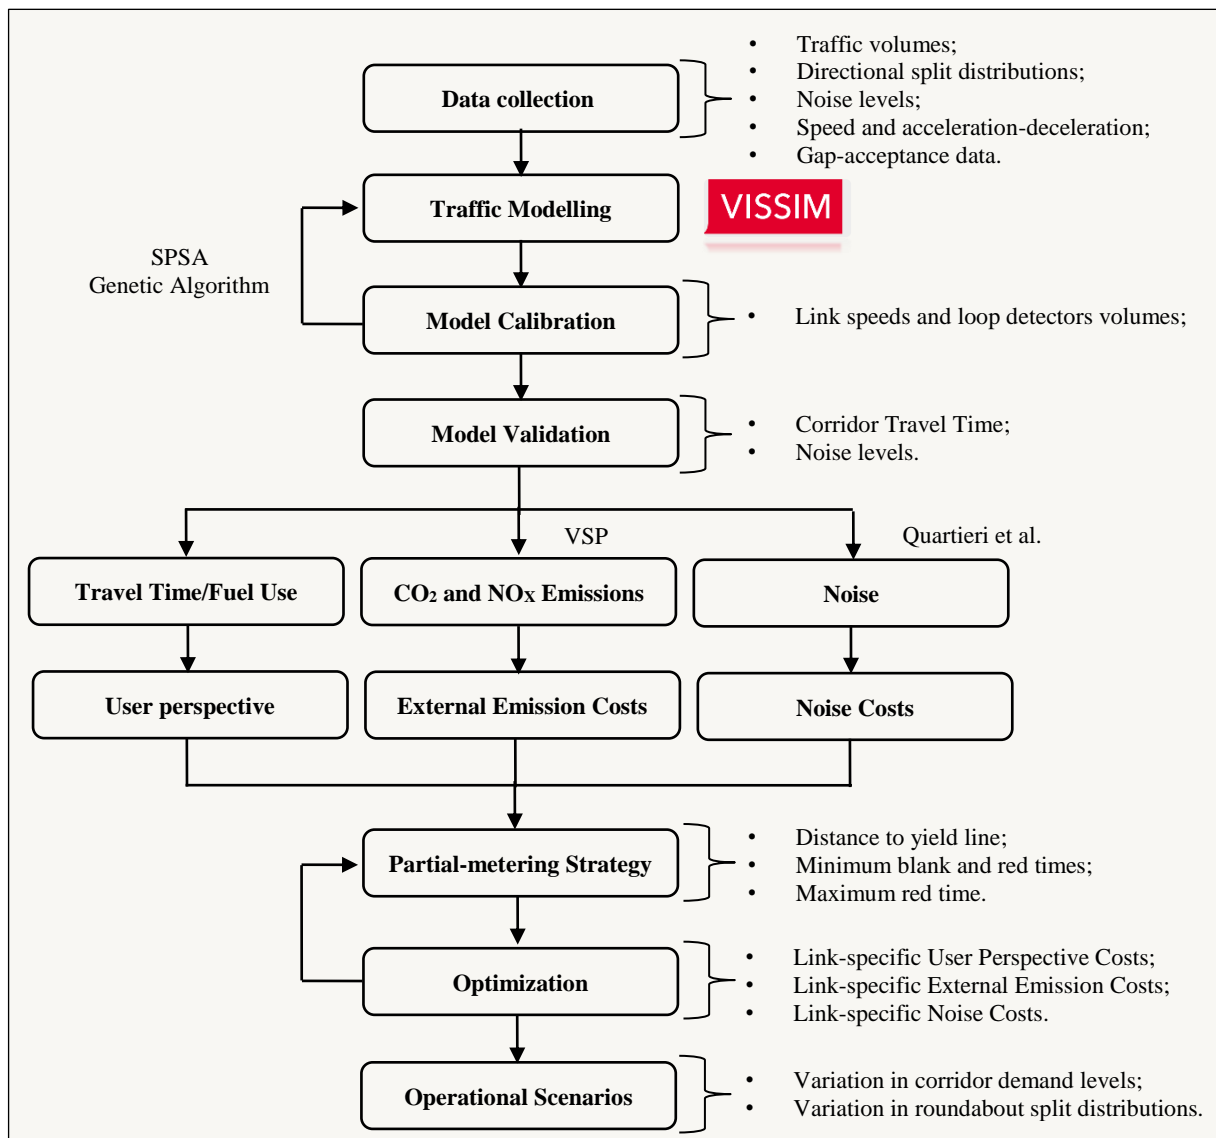 Data collection
• Traffic volumes;
• Directional split distributions;
• Noise levels;
• Speed and acceleration-deceleration;
• Gap-acceptance data.
Traffic Modelling
VISSIM
SPSA
Genetic Algorithm
Model Calibration
• Link speeds and loop detectors volumes;
Model Validation
• Corridor Travel Time;
• Noise levels.
VSP
Quartieri et al.
Travel Time/Fuel Use
CO₂ and NOx Emissions
Noise
User perspective
External Emission Costs
Noise Costs
Partial-metering Strategy
• Distance to yield line;
• Minimum blank and red times;
• Maximum red time.
Optimization
• Link-specific User Perspective Costs;
• Link-specific External Emission Costs;
• Link-specific Noise Costs.
Operational Scenarios
• Variation in corridor demand levels;
• Variation in roundabout split distributions.